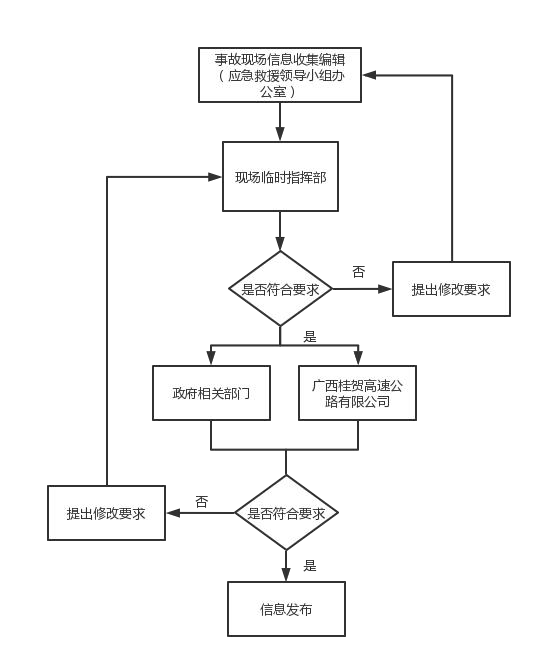 事故现场信息收集编辑
（应急救援领导小组办
公室）
现场临时指挥部
否
是否符合要求
提出修改要求
是
政府相关部门
广西桂贺高速公
路有限公司
否
提出修改要求
是否符合要求
是
信息发布